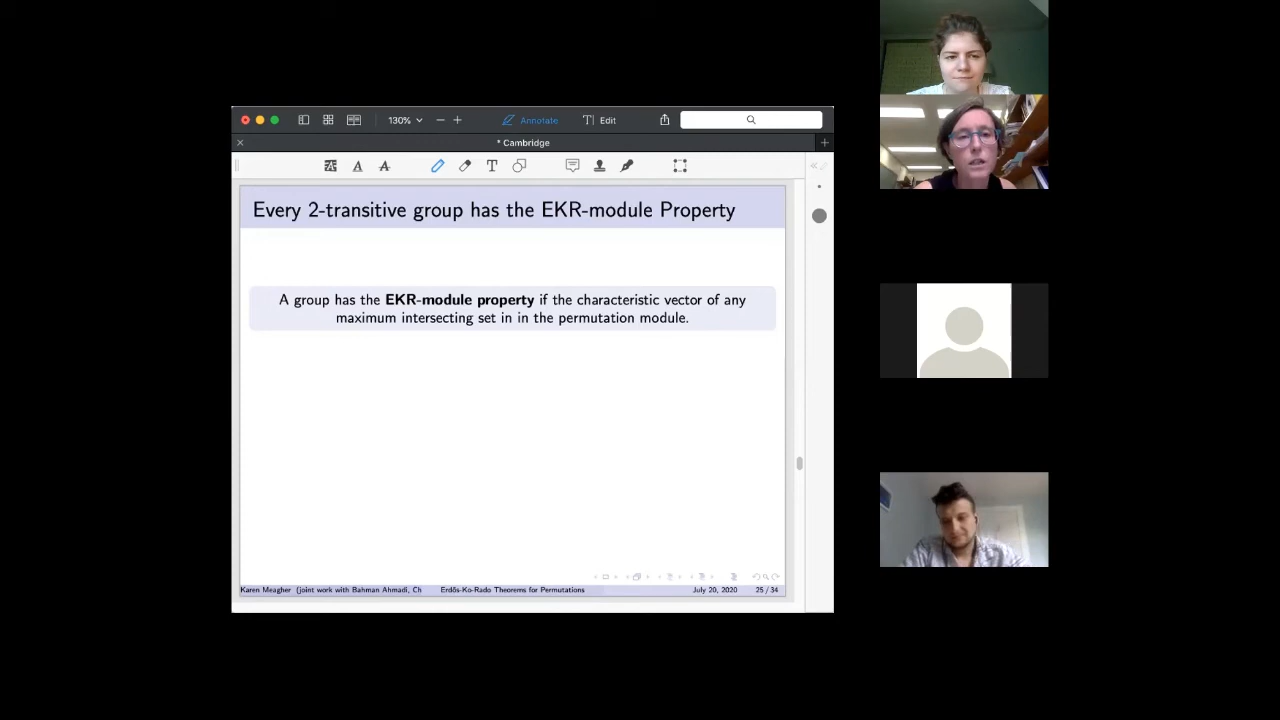 130%
Annotate
Edit
* Cambridge
Every 2-transitive group has the EKR-module Property
A group has the EKR-module property if the characteristic vector of any
maximum intersecting set in in the permutation module.
Karen Meagher (joint work with Bahman Ahmadi, Ch
Erdős-Ko-Rado Theorems for Permutations
July 20, 2020
25 / 34